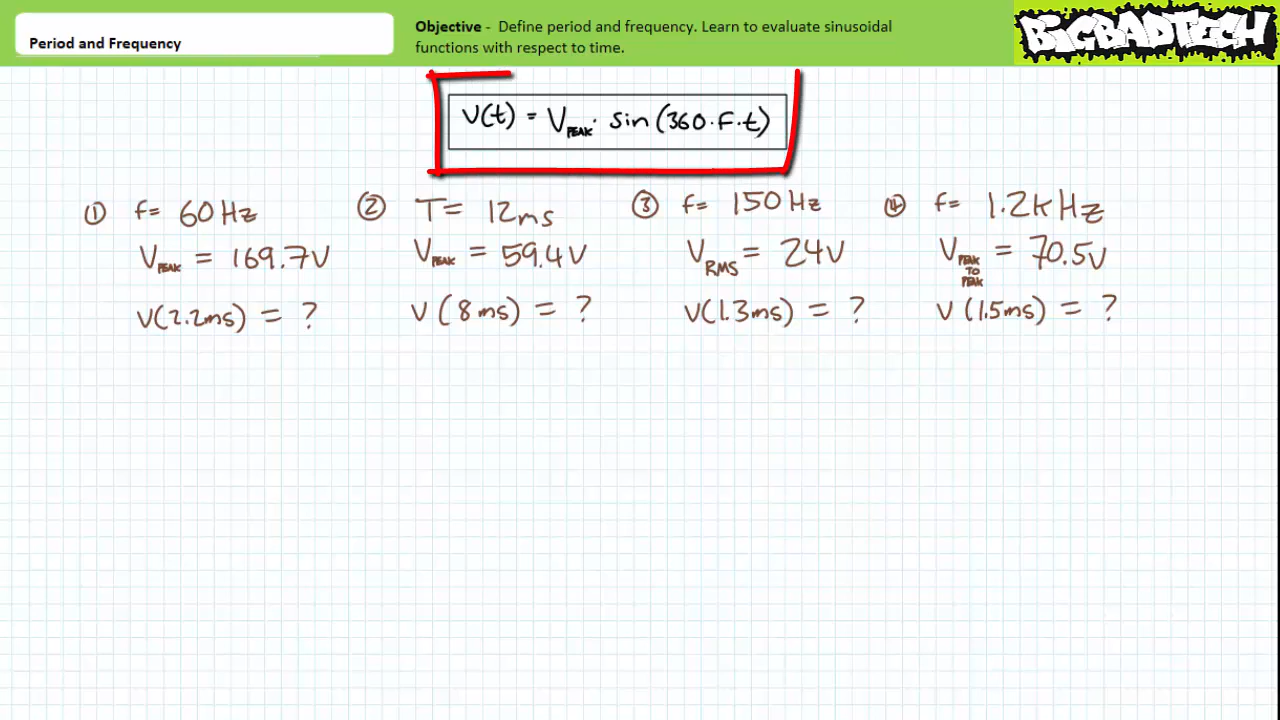 Period and Frequency
Objective - Define period and frequency. Learn to evaluate sinusoidal
functions with respect to time.
BIGBADTECH
V(t) = VPEAK · sin(360·F·t)
① f= 60Hz
VPEAK = 169.7V
V(2.2ms) = ?
② T= 12ms
VPEAK = 59.4V
V(8ms) = ?
③ f= 150Hz
VRMS = 24V
V(1.3ms) = ?
④ f= 1.2kHz
VPEAK TO PEAK = 70.5V
V(1.5ms) = ?